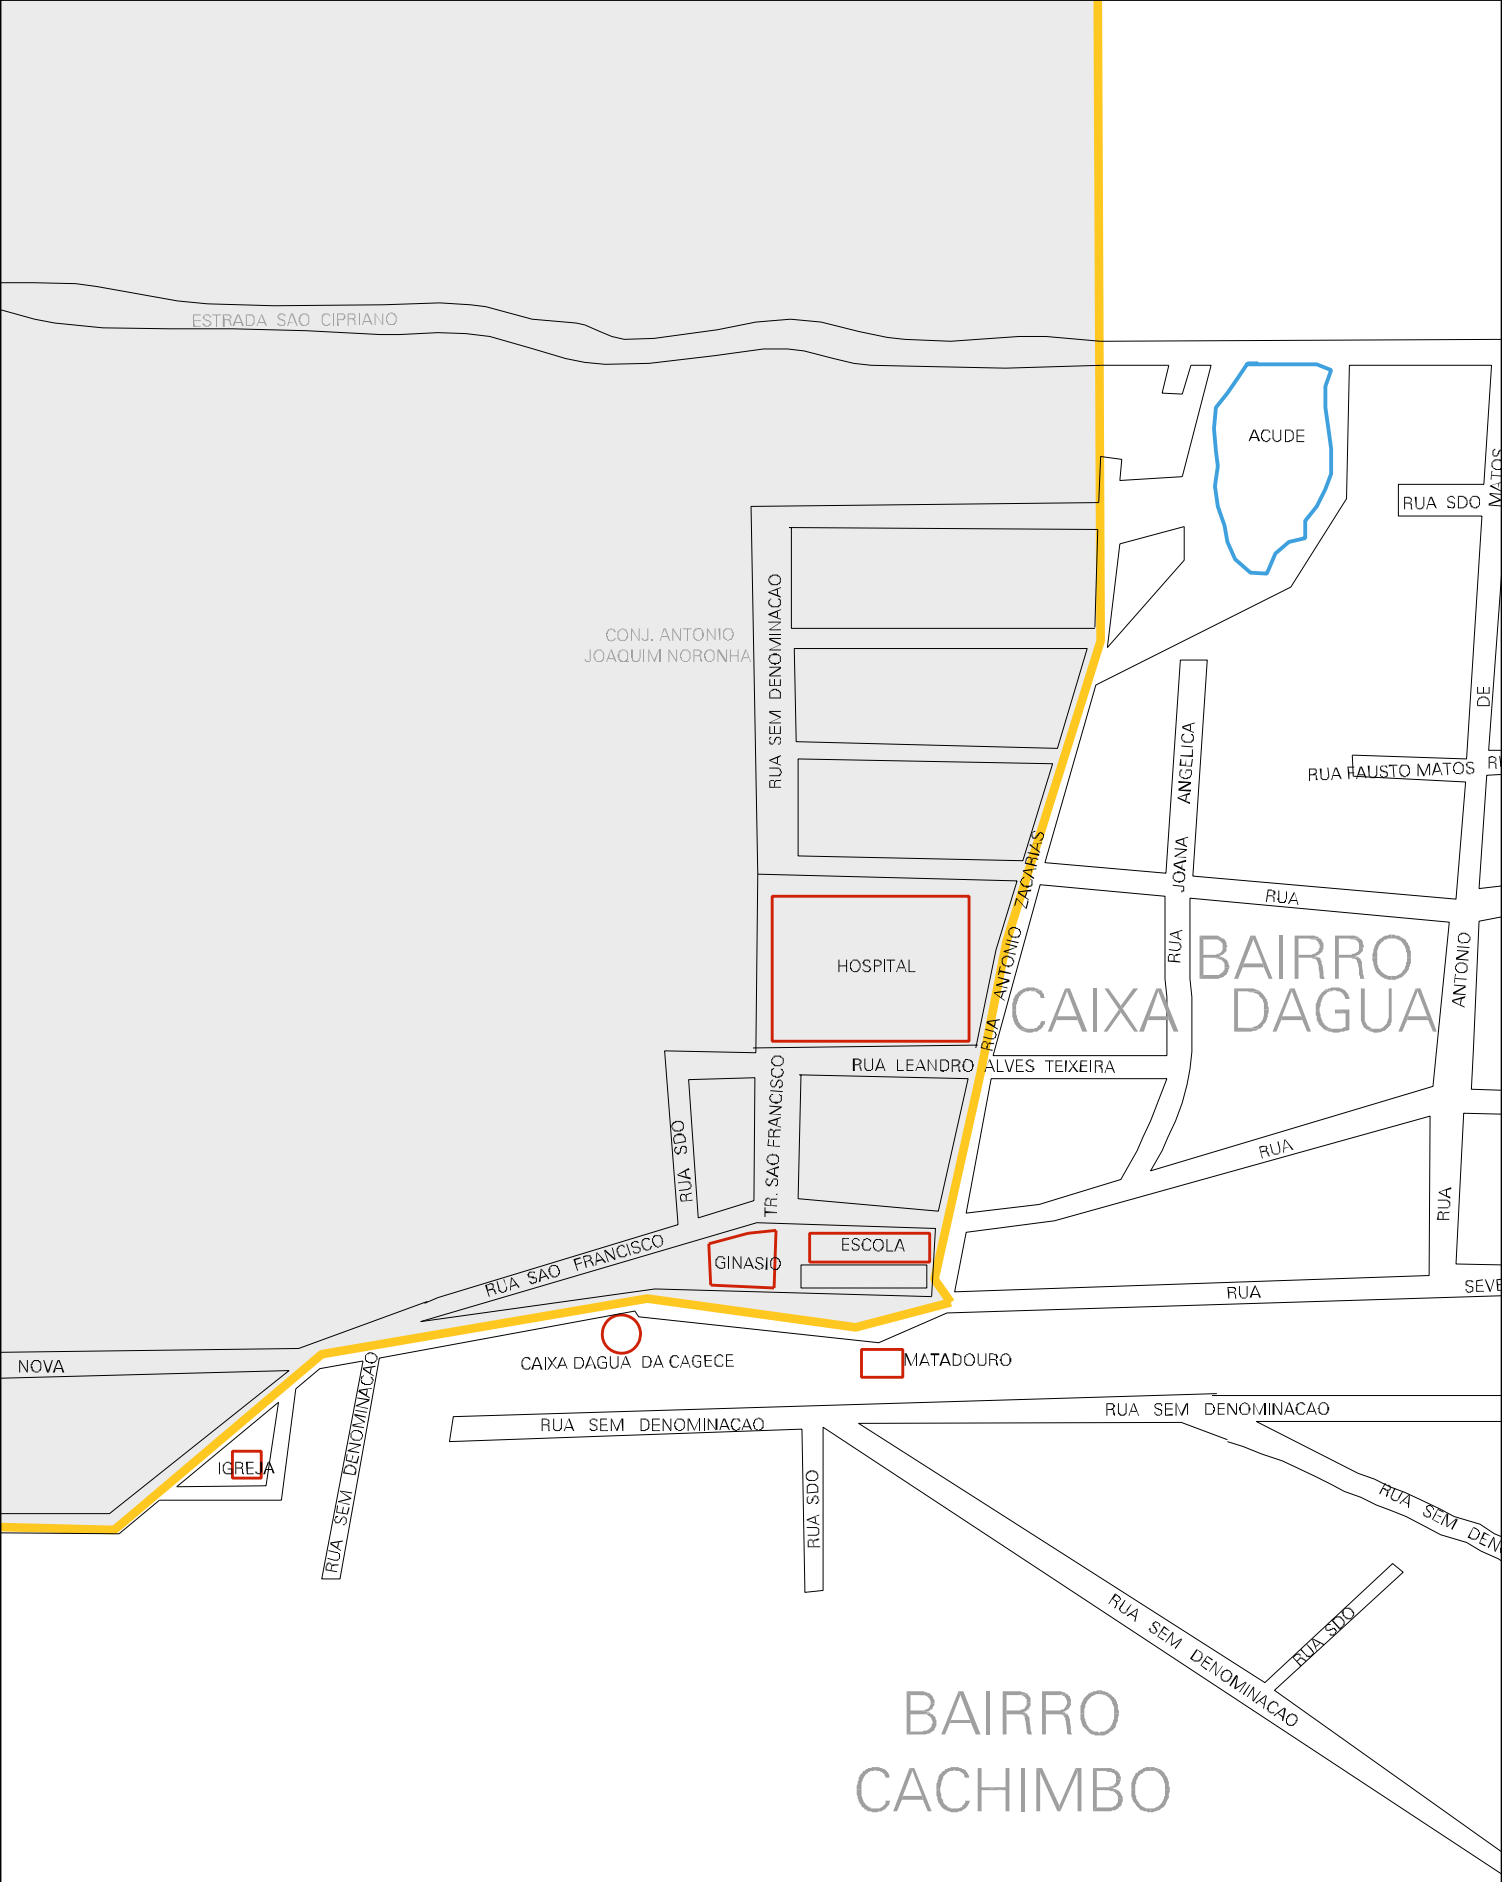 ESTRADA SAO CIPRIANO
ACUDE
RUA SDO
MATOS
CONJ. ANTONIO
JOAQUIM NORONHA
RUA SEM DENOMINACAO
DE
RUA FAUSTO MATOS
JOANA ANGELICA
RUA
RUA
ANTONIO
RUA
RUA ANTONIO ZACARIAS
BAIRRO
CAIXA DAGUA
HOSPITAL
RUA LEANDRO ALVES TEIXEIRA
TR. SAO FRANCISCO
RUA SDO
RUA
RUA SAO FRANCISCO
GINASIO
ESCOLA
RUA
SEVE
NOVA
CAIXA DAGUA DA CAGECE
MATADOURO
RUA SEM DENOMINACAO
RUA SEM DENOMINACAO
RUA SEM DENOMINACAO
IGREJA
RUA SDO
RUA SEM DEN
RUA SEM DENOMINACAO
RUA SDO
BAIRRO
CACHIMBO